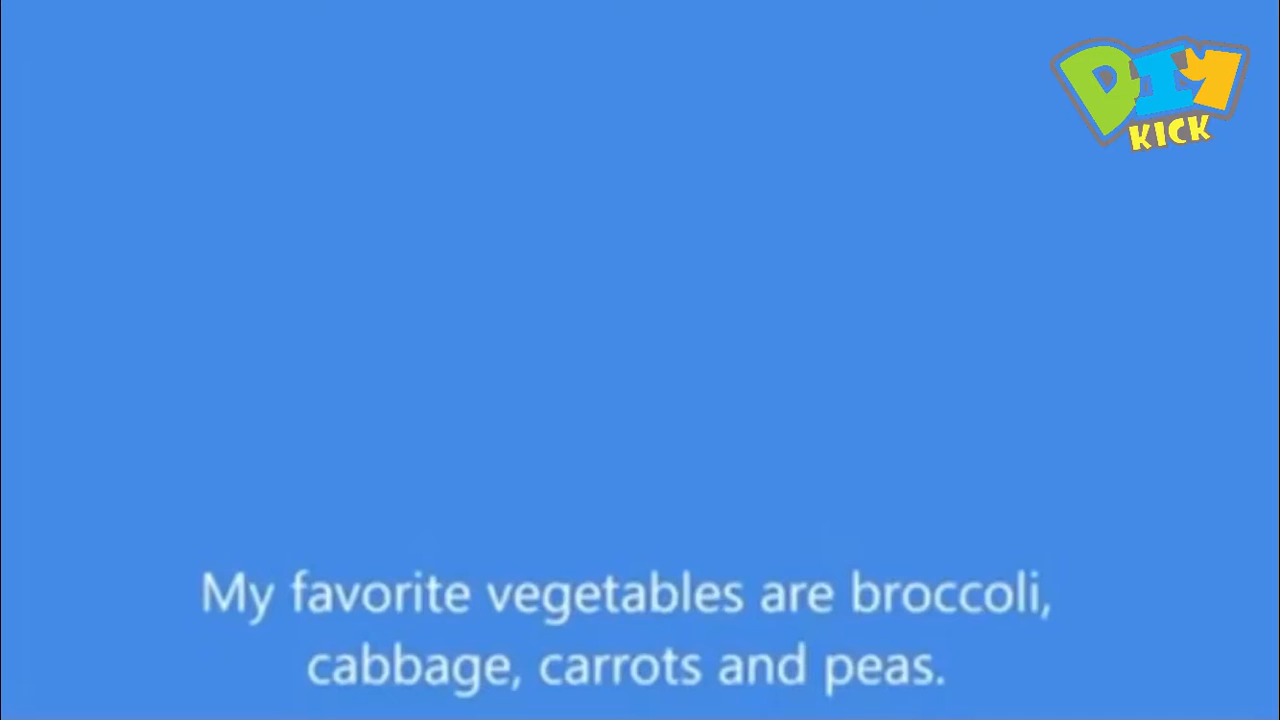 DIY
KICK
My favorite vegetables are broccoli,
cabbage, carrots and peas.